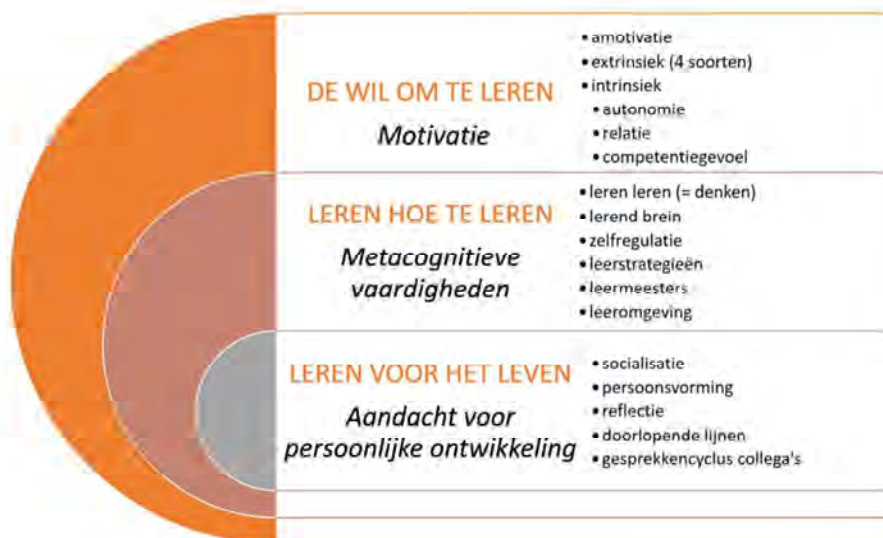 DE WIL OM TE LEREN
Motivatie
• amotivatie
• extrinsiek (4 soorten)
• intrinsiek
• autonomie
• relatie
• competentiegevoel
LEREN HOE TE LEREN
Metacognitieve
vaardigheden
• leren leren (= denken)
• lerend brein
• zelfregulatie
• leerstrategieën
• leermeesters
• leeromgeving
LEREN VOOR HET LEVEN
Aandacht voor
persoonlijke ontwikkeling
• socialisatie
• persoonsvorming
• reflectie
• doorlopende lijnen
• gesprekkencyclus collega's